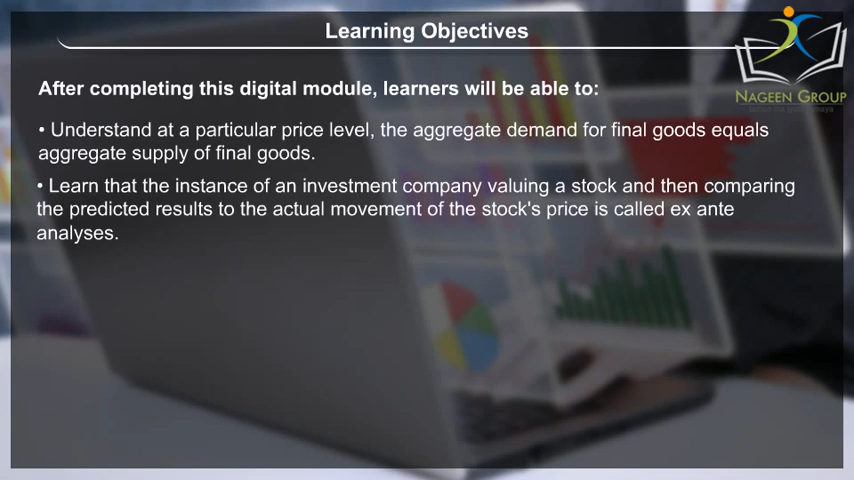 Learning Objectives
NAGEEN GROUP
After completing this digital module, learners will be able to:
• Understand at a particular price level, the aggregate demand for final goods equals
aggregate supply of final goods.
• Learn that the instance of an investment company valuing a stock and then comparing
the predicted results to the actual movement of the stock's price is called ex ante
analyses.